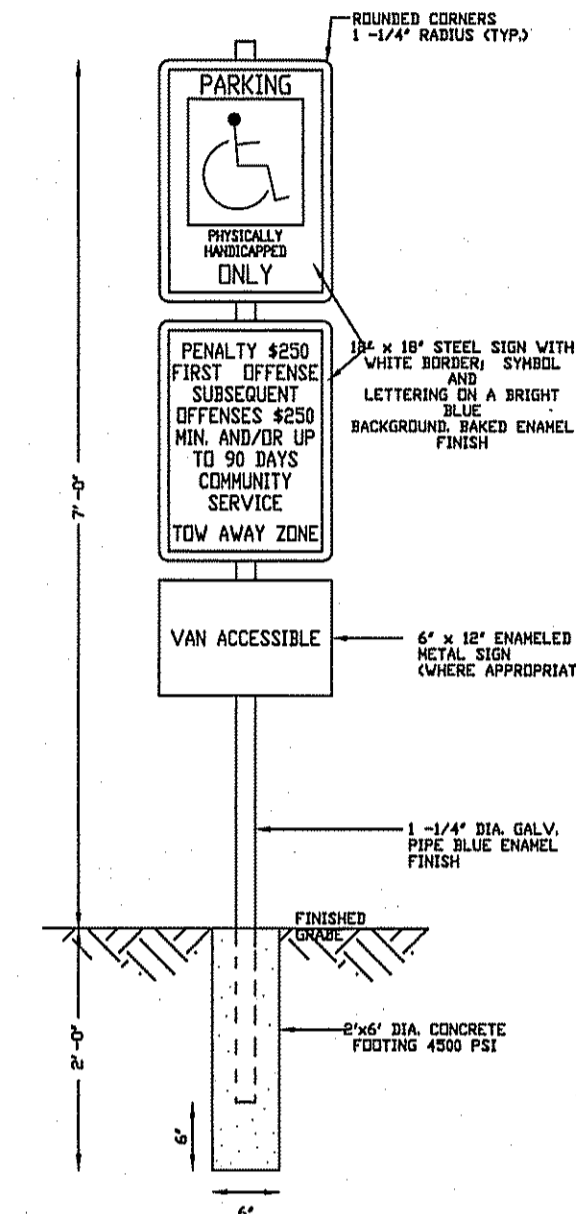 ROUNDED CORNERS
1 -1/4" RADIUS (TYP.)
PARKING
PHYSICALLY
HANDICAPPED
ONLY
PENALTY $250
FIRST OFFENSE
SUBSEQUENT
OFFENSES $250
MIN. AND/OR UP
TO 90 DAYS
COMMUNITY
SERVICE
TOW AWAY ZONE
x 18" STEEL SIGN WITH
WHITE BORDER; SYMBOL
AND
LETTERING ON A BRIGHT
BLUE
BACKGROUND, BAKED ENAMEL
FINISH
7'-0"
VAN ACCESSIBLE
6" x 12" ENAMELED
METAL SIGN
(WHERE APPROPRIAT
1 -1/4" DIA. GALV.
PIPE BLUE ENAMEL
FINISH
FINISHED
GRADE
2'-0"
2'x6" DIA. CONCRETE
FOOTING 4500 PSI
6"
6"